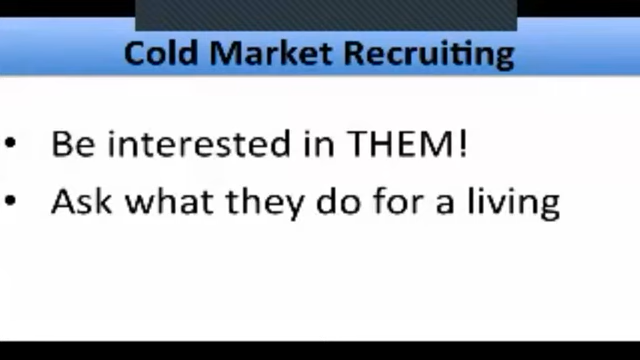 Cold Market Recruiting
• Be interested in THEM!
• Ask what they do for a living